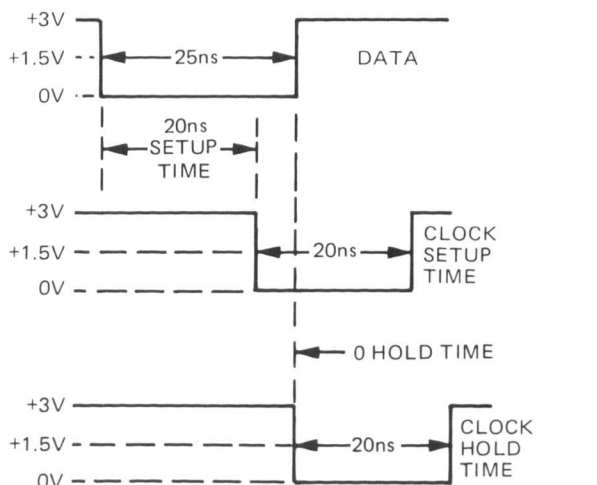 +3V
+1.5V
25ns
DATA
0V
20ns
SETUP
TIME
+3V
+1.5V
20ns
CLOCK
SETUP
TIME
0V
0 HOLD TIME
+3V
+1.5V
20ns
CLOCK
HOLD
TIME
0V